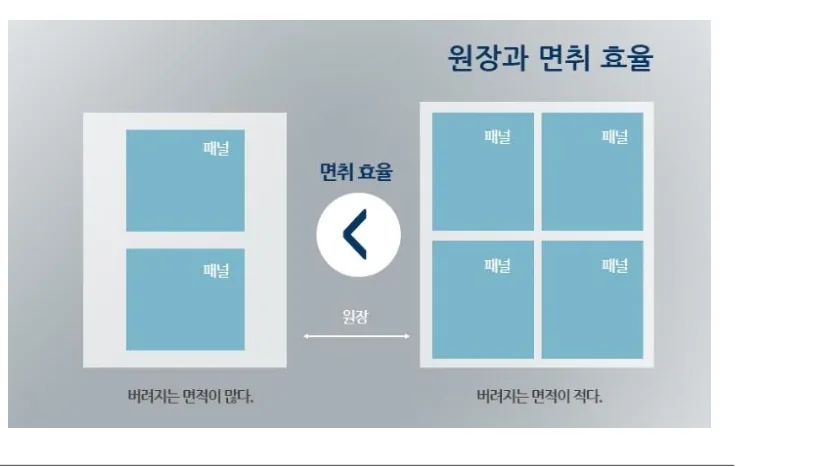 원장과 면취 효율
패널
패널
면취 효율
패널
패널
패널
패널
원장
버려지는 면적이 많다.
버려지는 면적이 적다.